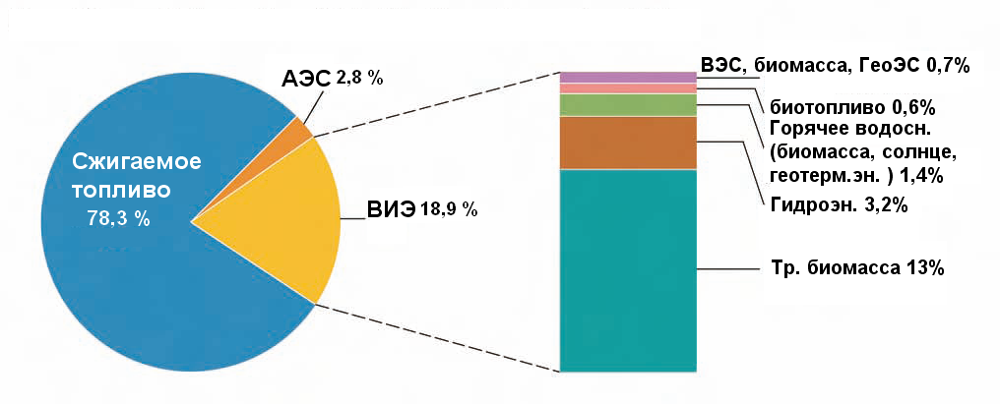 АЭС 2,8 %
Сжигаемое
топливо
78,3 %
ВИЭ 18,9 %
ВЭС, биомасса, ГеоЭС 0,7%
биотопливо 0,6%
Горячее водосн.
(биомасса, солнце,
геотерм.эн. ) 1,4%
Гидроэн. 3,2%
Тр. биомасса 13%